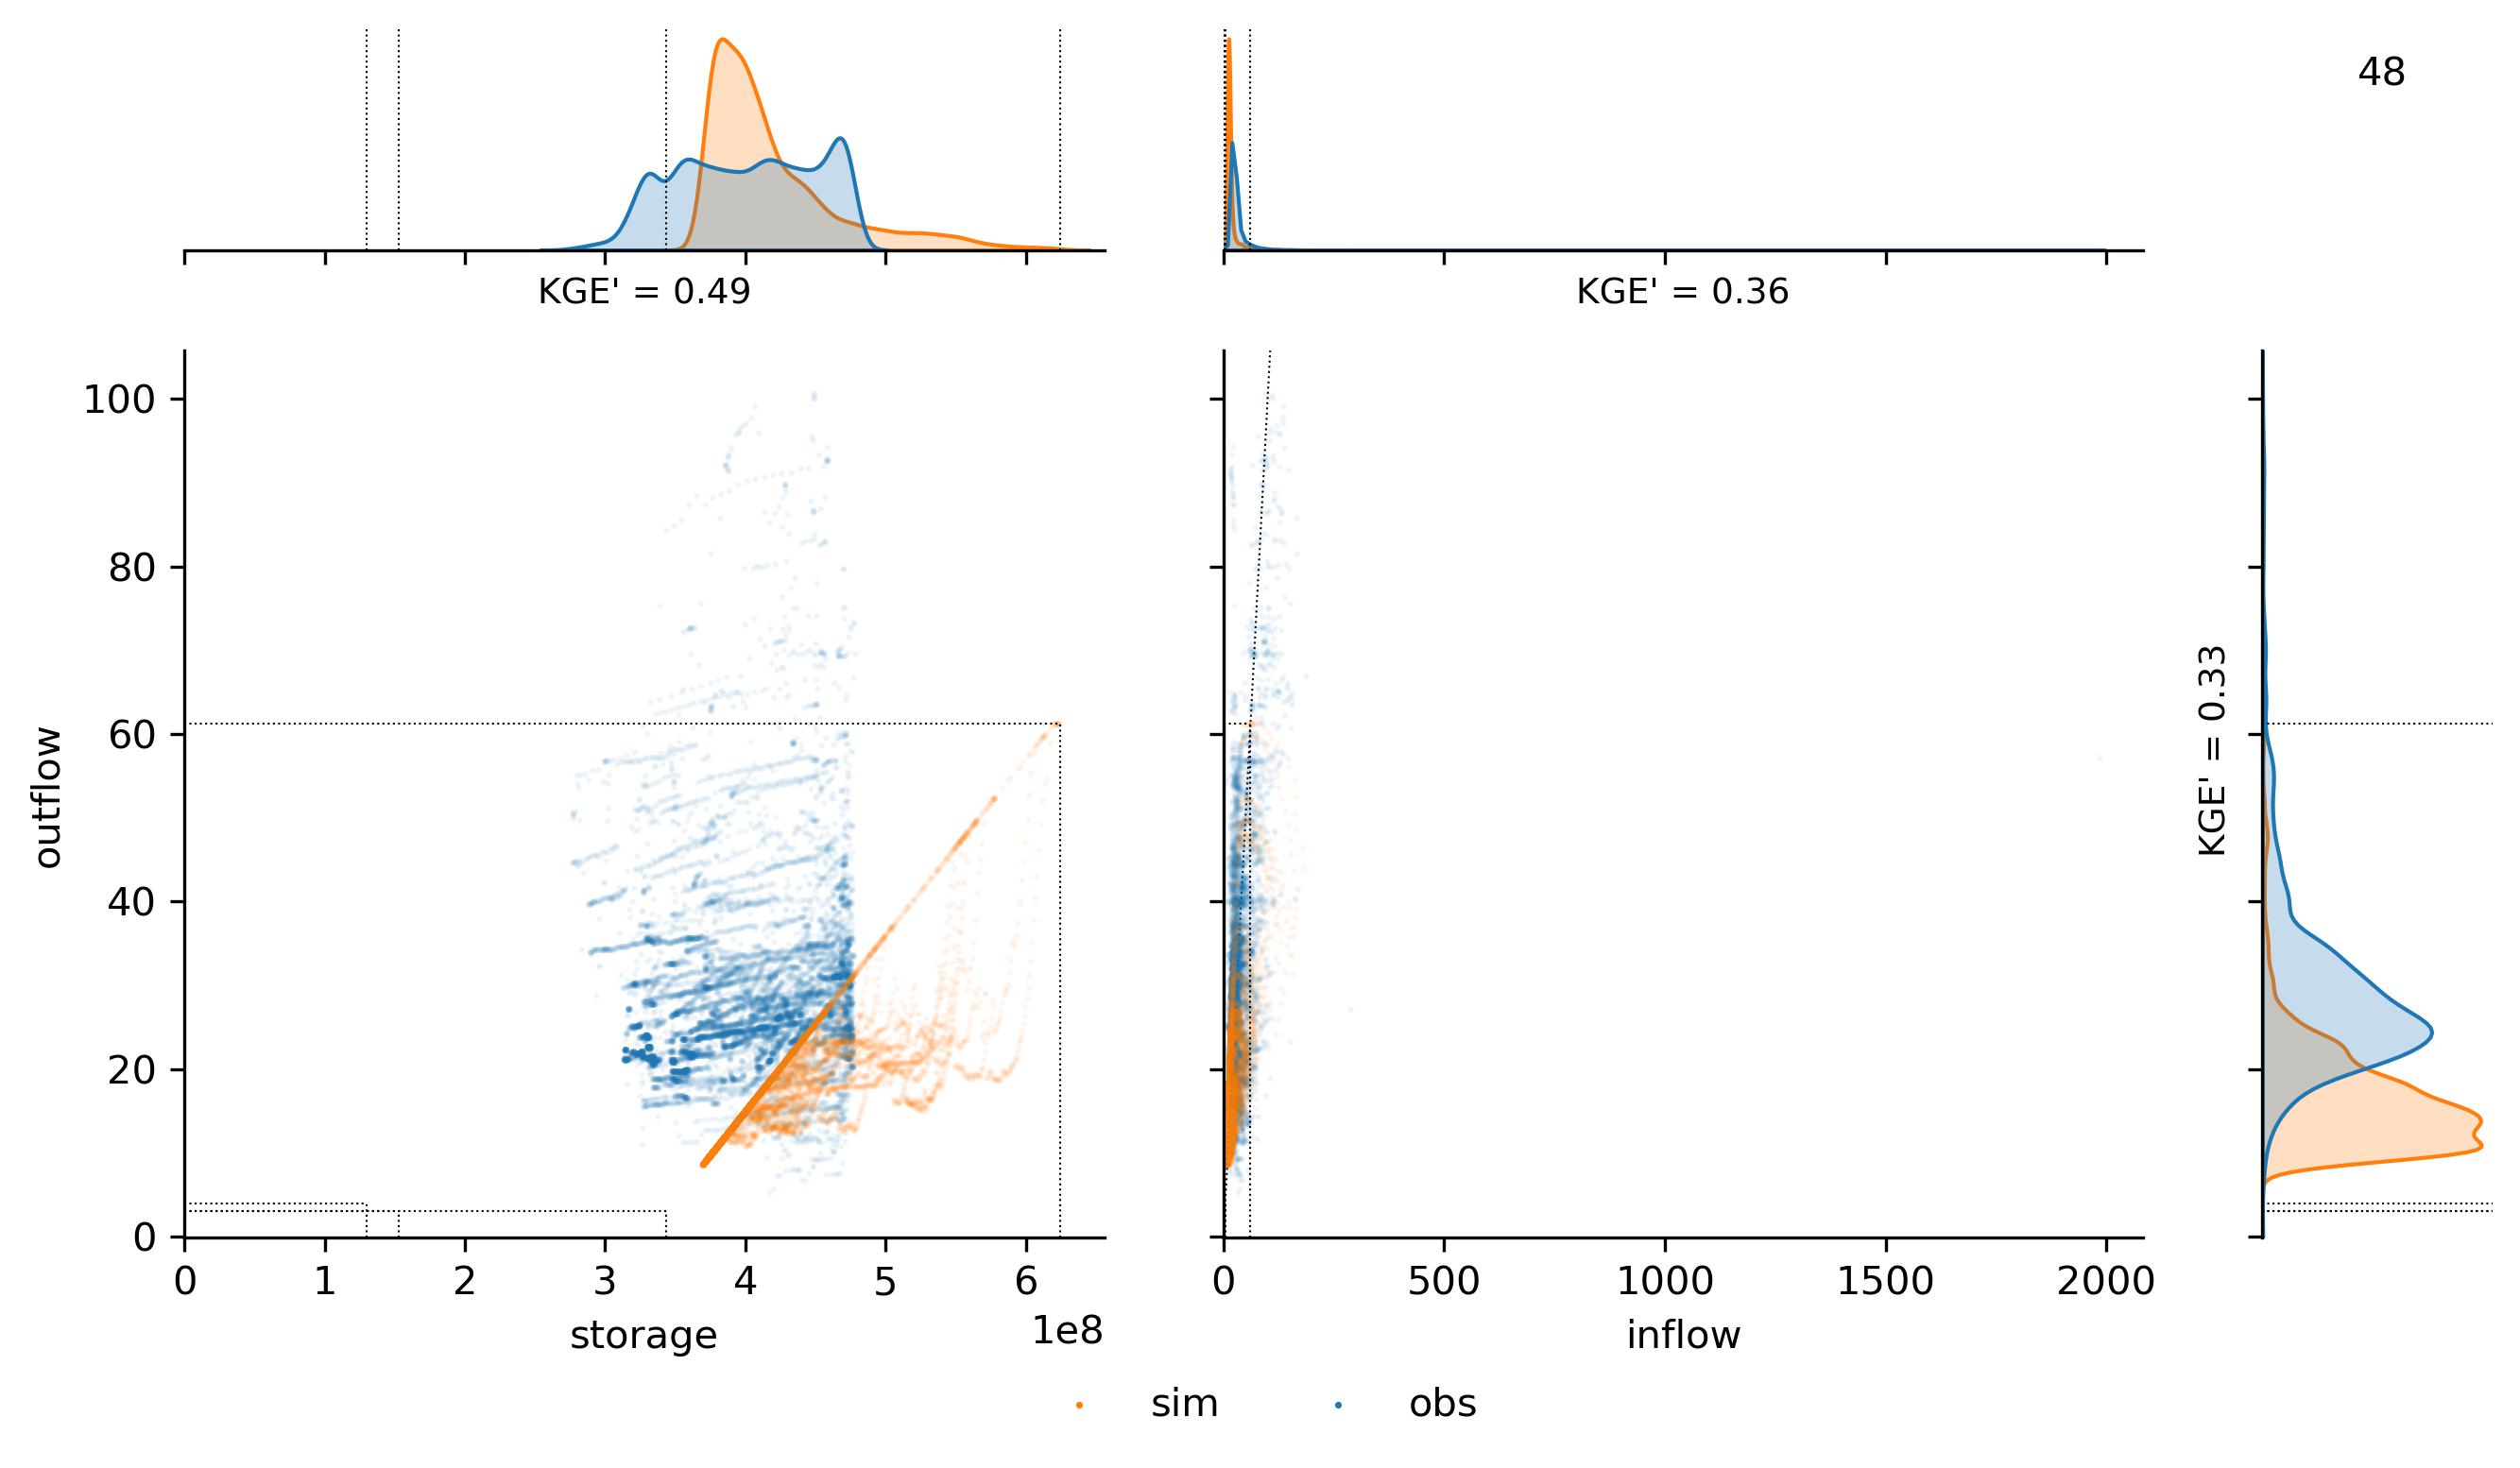 48
KGE' = 0.49
KGE' = 0.36
100
80
60
40
20
0
outflow
KGE' = 0.33
0 1 2 3 4 5 6
1e8
storage
0 500 1000 1500 2000
inflow
sim obs